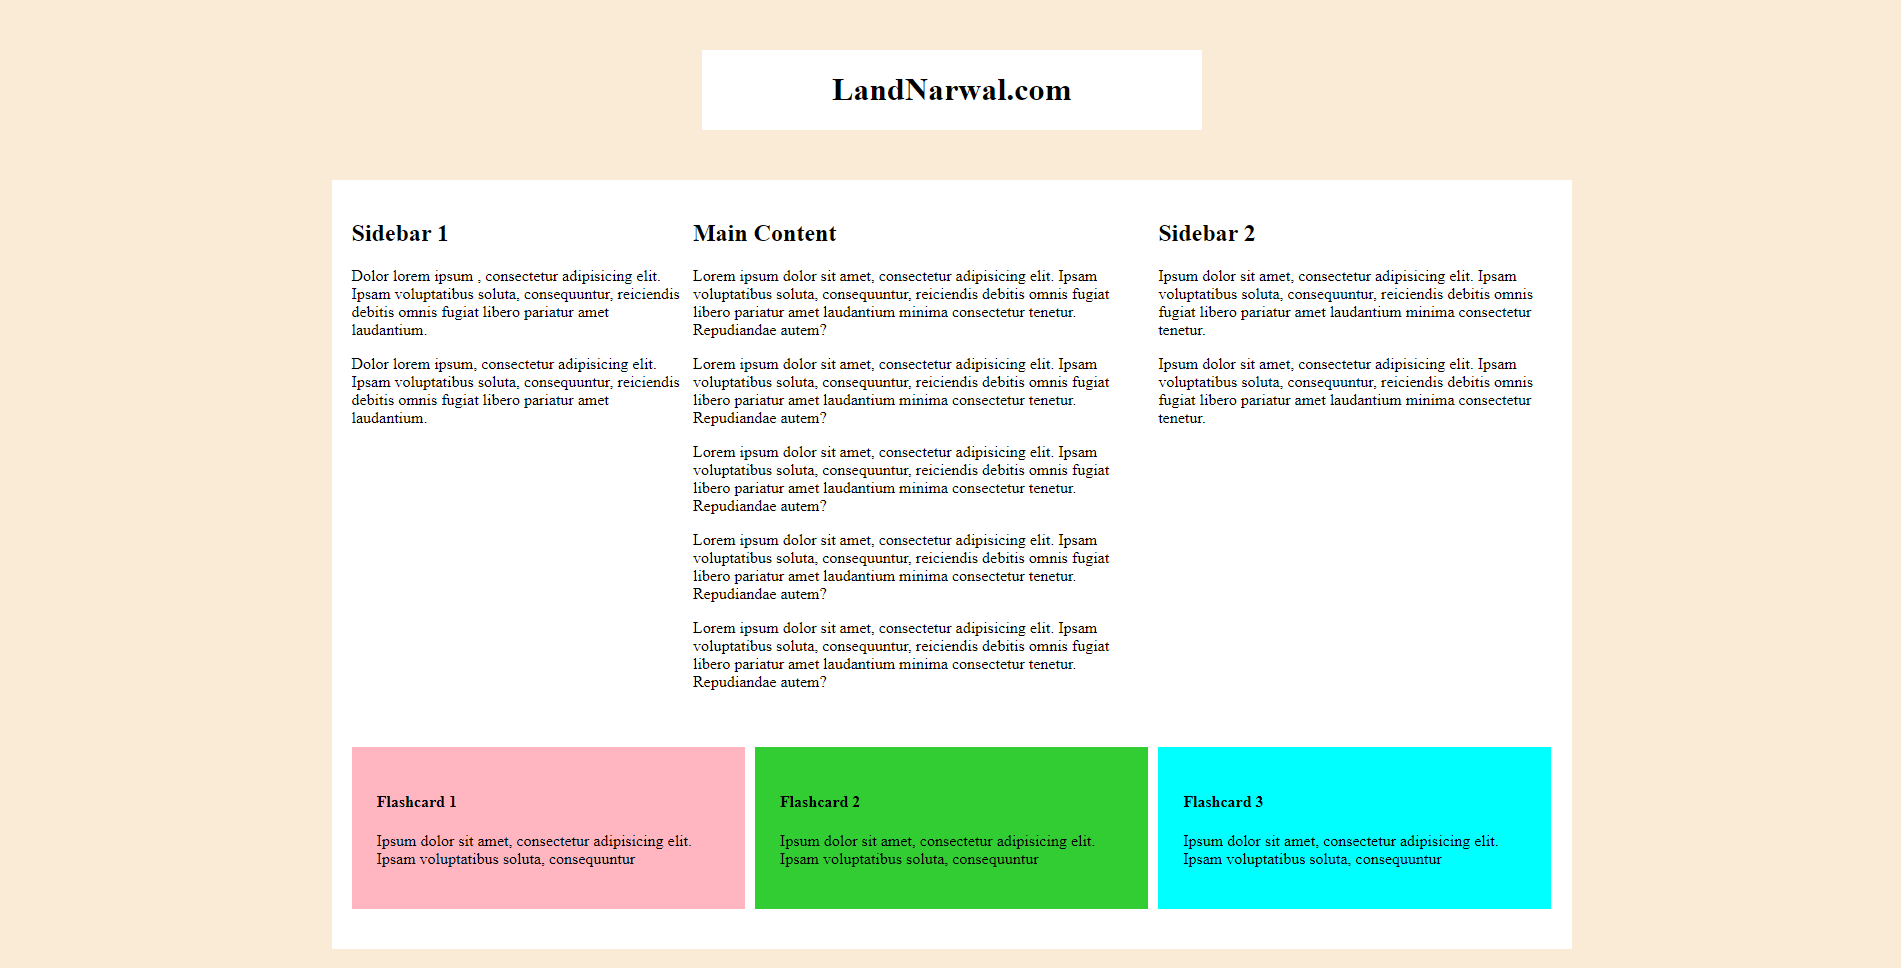 LandNarwal.com
Sidebar 1
Dolor lorem ipsum , consectetur adipisicing elit.
Ipsam voluptatibus soluta, consequuntur, reiciendis
debitis omnis fugiat libero pariatur amet
laudantium.
Dolor lorem ipsum, consectetur adipisicing elit.
Ipsam voluptatibus soluta, consequuntur, reiciendis
debitis omnis fugiat libero pariatur amet
laudantium.
Main Content
Lorem ipsum dolor sit amet, consectetur adipisicing elit. Ipsam
voluptatibus soluta, consequuntur, reiciendis debitis omnis fugiat
libero pariatur amet laudantium minima consectetur tenetur.
Repudiandae autem?
Lorem ipsum dolor sit amet, consectetur adipisicing elit. Ipsam
voluptatibus soluta, consequuntur, reiciendis debitis omnis fugiat
libero pariatur amet laudantium minima consectetur tenetur.
Repudiandae autem?
Lorem ipsum dolor sit amet, consectetur adipisicing elit. Ipsam
voluptatibus soluta, consequuntur, reiciendis debitis omnis fugiat
libero pariatur amet laudantium minima consectetur tenetur.
Repudiandae autem?
Lorem ipsum dolor sit amet, consectetur adipisicing elit. Ipsam
voluptatibus soluta, consequuntur, reiciendis debitis omnis fugiat
libero pariatur amet laudantium minima consectetur tenetur.
Repudiandae autem?
Lorem ipsum dolor sit amet, consectetur adipisicing elit. Ipsam
voluptatibus soluta, consequuntur, reiciendis debitis omnis fugiat
libero pariatur amet laudantium minima consectetur tenetur.
Repudiandae autem?
Sidebar 2
Ipsum dolor sit amet, consectetur adipisicing elit. Ipsam
voluptatibus soluta, consequuntur, reiciendis debitis omnis
fugiat libero pariatur amet laudantium minima consectetur
tenetur.
Ipsum dolor sit amet, consectetur adipisicing elit. Ipsam
voluptatibus soluta, consequuntur, reiciendis debitis omnis
fugiat libero pariatur amet laudantium minima consectetur
tenetur.
Flashcard 1
Ipsum dolor sit amet, consectetur adipisicing elit.
Ipsam voluptatibus soluta, consequuntur
Flashcard 2
Ipsum dolor sit amet, consectetur adipisicing elit.
Ipsam voluptatibus soluta, consequuntur
Flashcard 3
Ipsum dolor sit amet, consectetur adipisicing elit.
Ipsam voluptatibus soluta, consequuntur